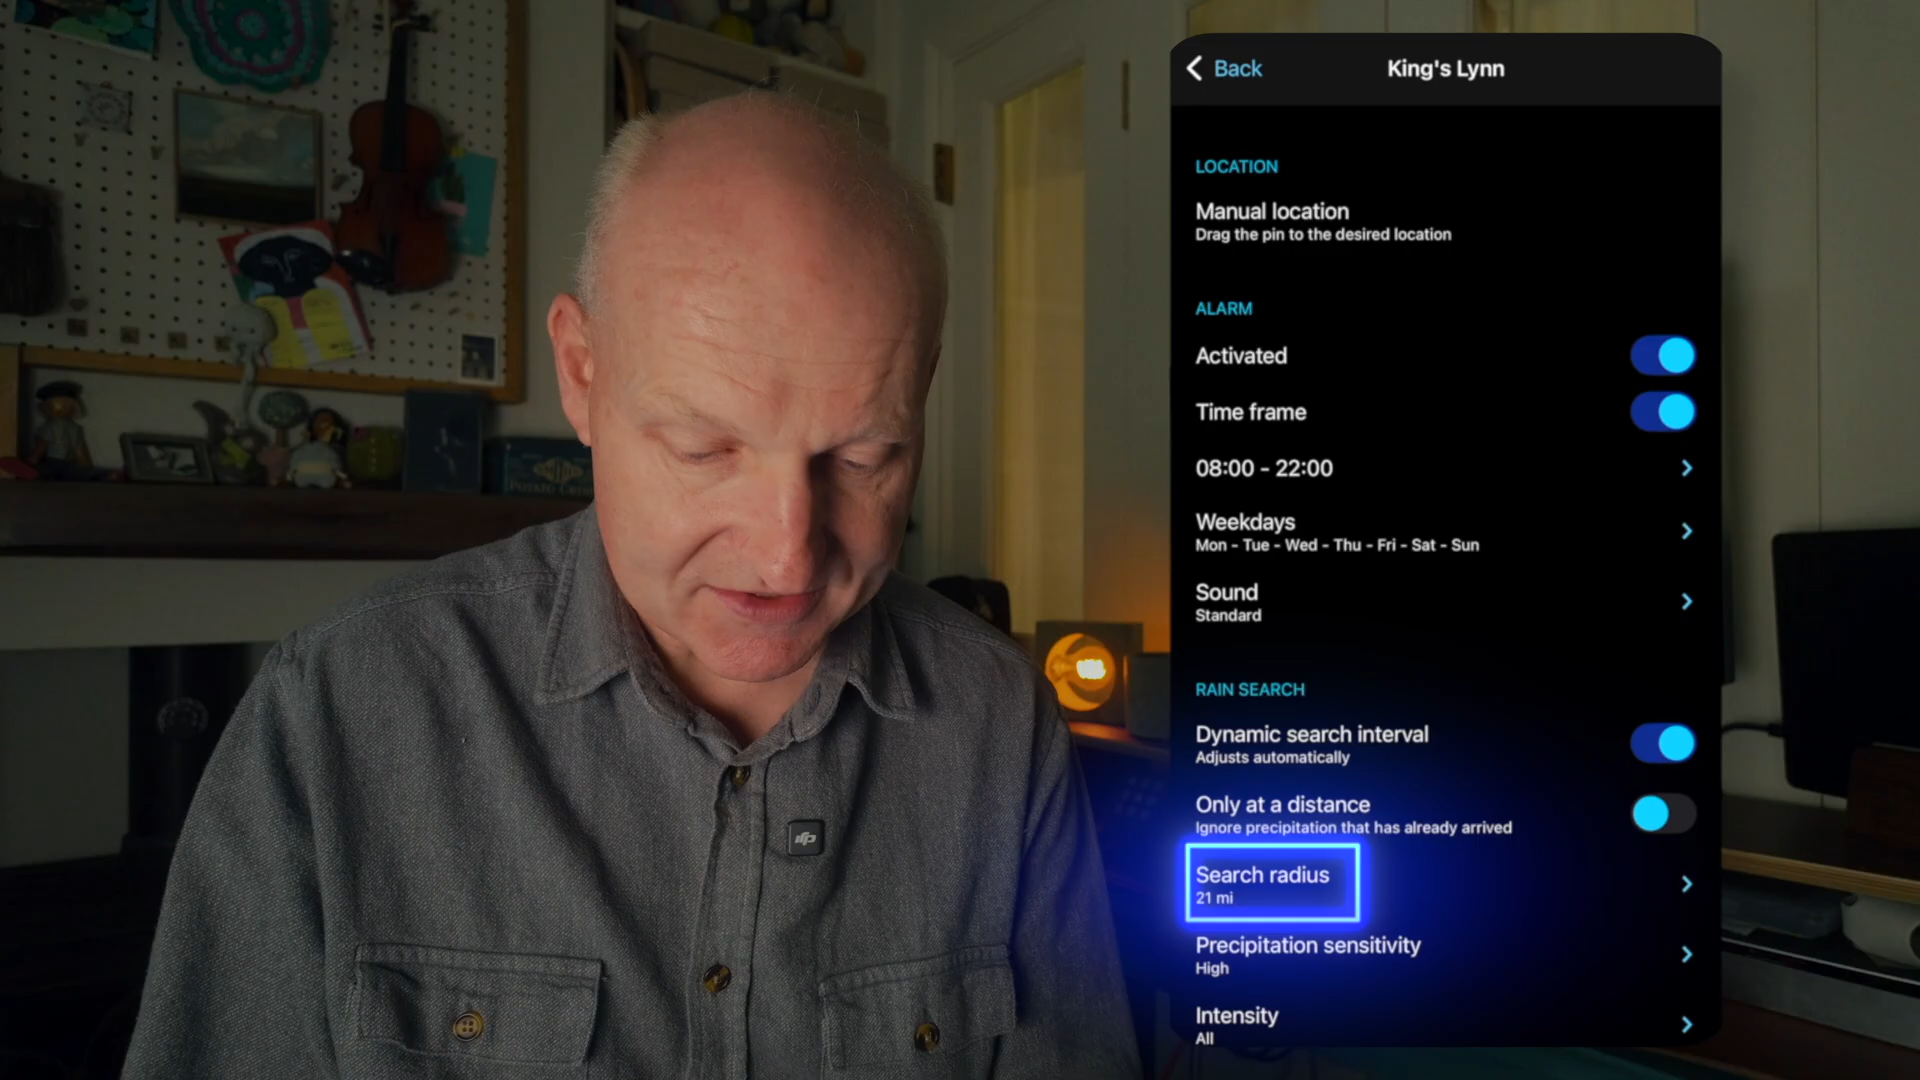 Back
King's Lynn
LOCATION
Manual location
Drag the pin to the desired location
ALARM
Activated
Time frame
08:00 - 22:00
Weekdays
Mon - Tue - Wed - Thu - Fri - Sat - Sun
Sound
Standard
RAIN SEARCH
Dynamic search interval
Adjusts automatically
Only at a distance
Ignore precipitation that has already arrived
Search radius
21 mi
Precipitation sensitivity
High
Intensity
All
dji